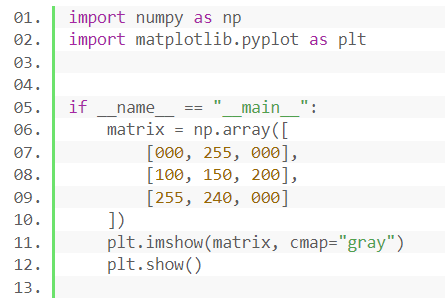 01. import numpy as np
02. import matplotlib.pyplot as plt
03.
04.
05. if __name__ == "__main__":
06.     matrix = np.array([
07.         [000, 255, 000],
08.         [100, 150, 200],
09.         [255, 240, 000]
10.     ])
11.     plt.imshow(matrix, cmap="gray")
12.     plt.show()
13.